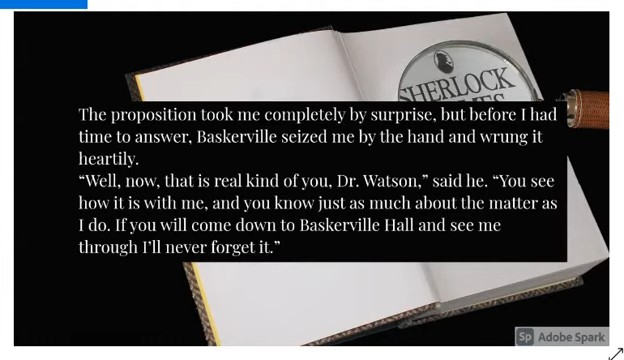 SHERLOCK
The proposition took me completely by surprise, but before I had
time to answer, Baskerville seized me by the hand and wrung it
heartily.
“Well, now, that is real kind of you, Dr. Watson,” said he. “You see
how it is with me, and you know just as much about the matter as
I do. If you will come down to Baskerville Hall and see me
through I’ll never forget it.”
Sp Adobe Spark